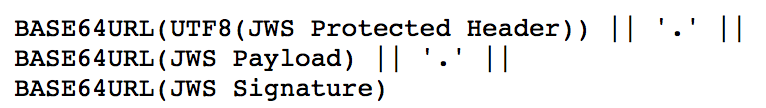 BASE64URL(UTF8(JWS Protected Header)) || '.' ||
BASE64URL(JWS Payload) || '.' ||
BASE64URL(JWS Signature)